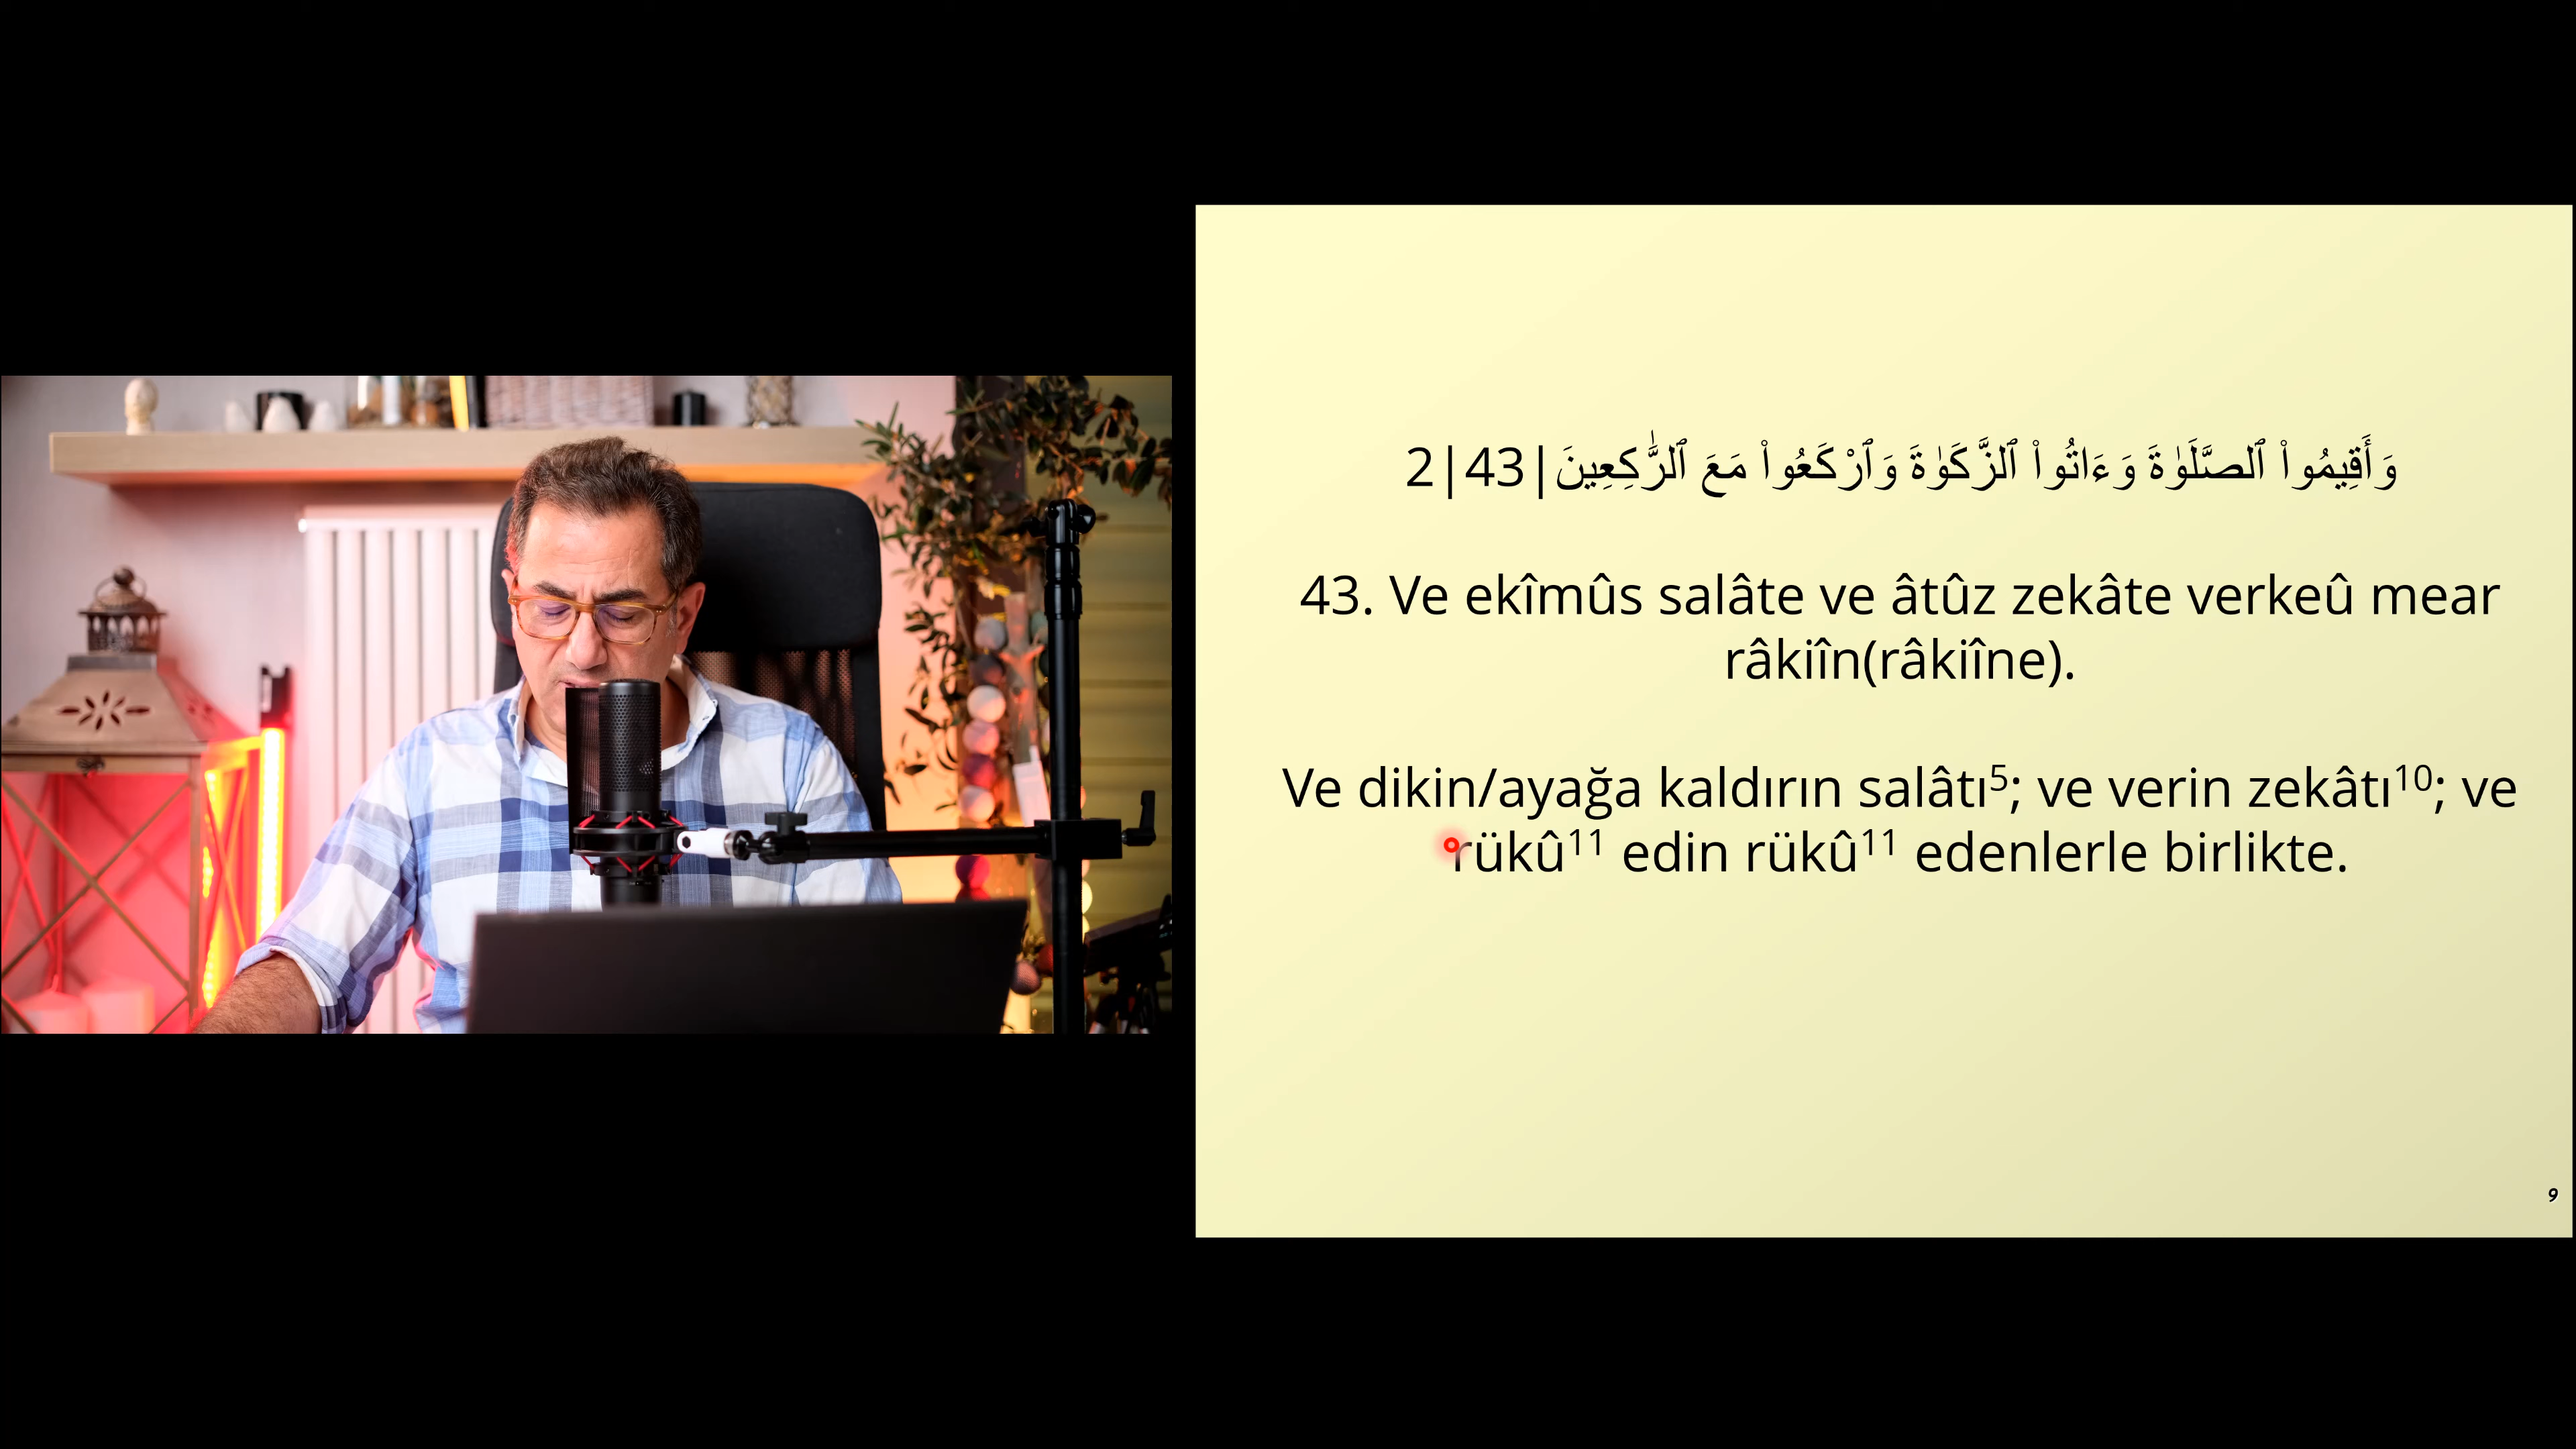 2|43|وَأَقِيمُوا۟ ٱلصَّلَوٰةَ وَءَاتُوا۟ ٱلزَّكَوٰةَ وَٱرْكَعُوا۟ مَعَ ٱلرَّٰكِعِينَ
43. Ve ekîmûs salâte ve âtûz zekâte verkeû mear
râkiîn(râkiîne).
Ve dikin/ayağa kaldırın salâtı⁵; ve verin zekâtı¹⁰; ve
rükû¹¹ edin rükû¹¹ edenlerle birlikte.
9